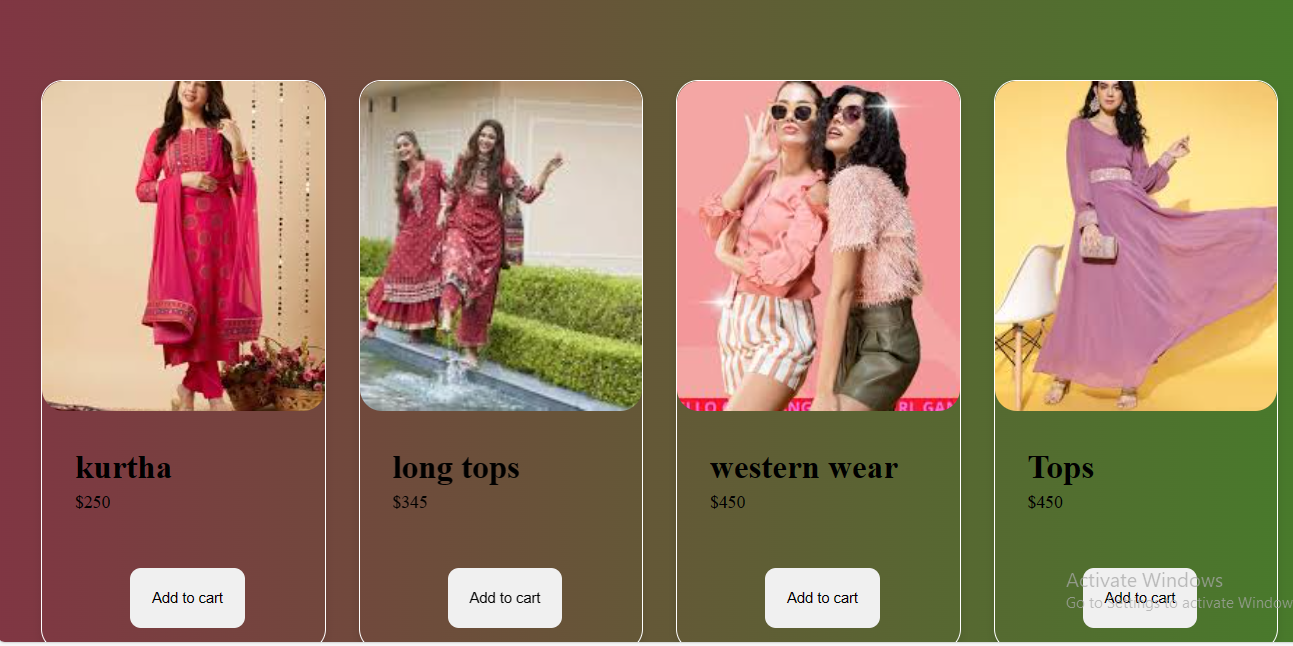 kurtha
$250
Add to cart
long tops
$345
Add to cart
western wear
$450
Add to cart
Tops
$450
Add to cart
Activate Windows
Go to Settings to activate Window